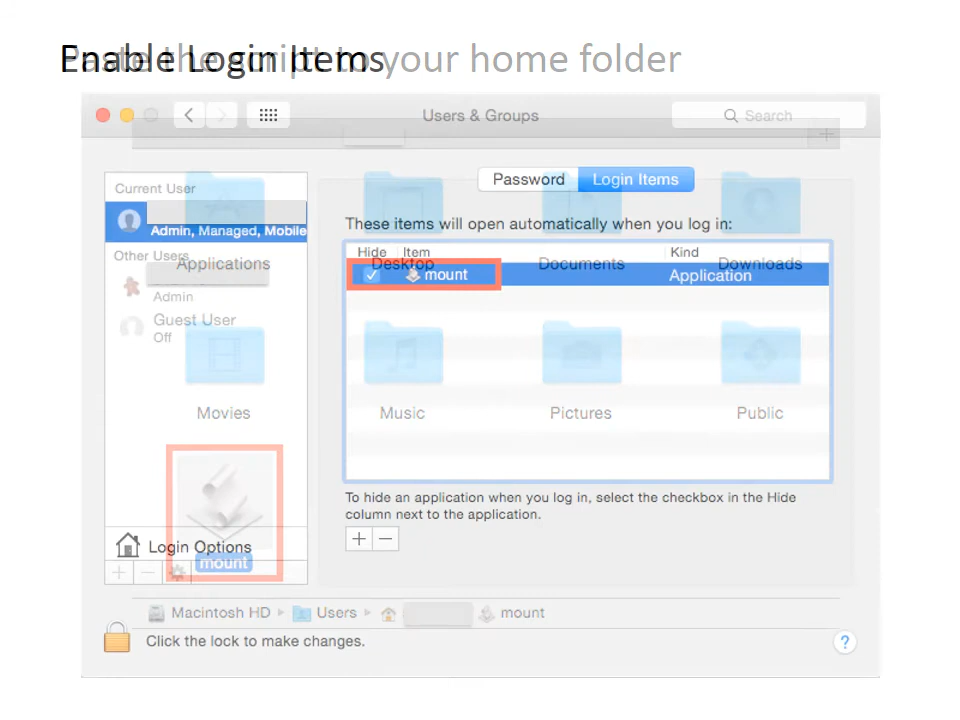 Enable Login Items
Paste the script to your home folder
Users & Groups
Search
Current User
Password
Login Items
Admin, Managed, Mobile
These items will open automatically when you log in:
Other Users
Hide Item Kind
Applications
Desktop
Documents
Downloads
mount
Application
Admin
Guest User
Off
Movies
Music
Pictures
Public
To hide an application when you log in, select the checkbox in the Hide
column next to the application.
Login Options
mount
Macintosh HD
Users
mount
Click the lock to make changes.
?